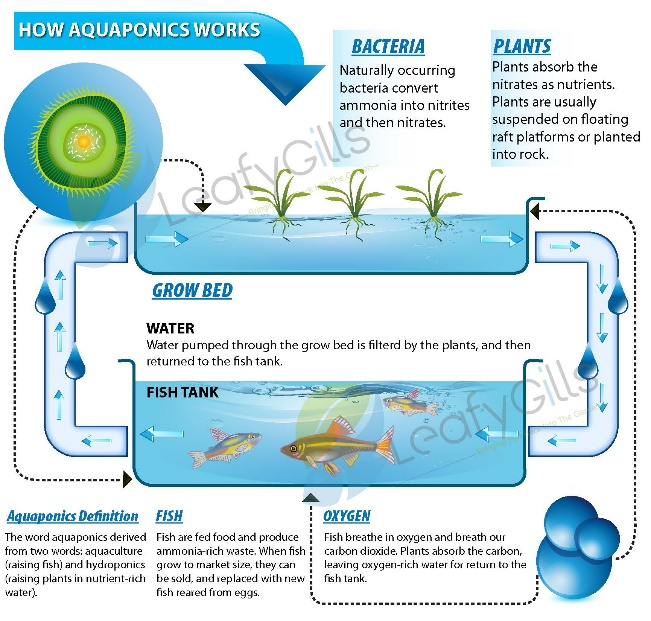 HOW AQUAPONICS WORKS
BACTERIA
Naturally occurring
bacteria convert
ammonia into nitrites
and then nitrates.
PLANTS
Plants absorb the
nitrates as nutrients.
Plants are usually
suspended on floating
raft platforms or planted
into rock.
LeafyGills
GROW BED
WATER
Water pumped through the grow bed is filterd by the plants, and then
returned to the fish tank.
FISH TANK
LeafyGills
Aquaponics Definition
The word aquaponics derived
from two words: aquaculture
(raising fish) and hydroponics
(raising plants in nutrient-rich
water).
FISH
Fish are fed food and produce
ammonia-rich waste. When fish
grow to market size, they can
be sold, and replaced with new
fish reared from eggs.
OXYGEN
Fish breathe in oxygen and breath our
carbon dioxide. Plants absorb the carbon,
leaving oxygen-rich water for return to the
fish tank.